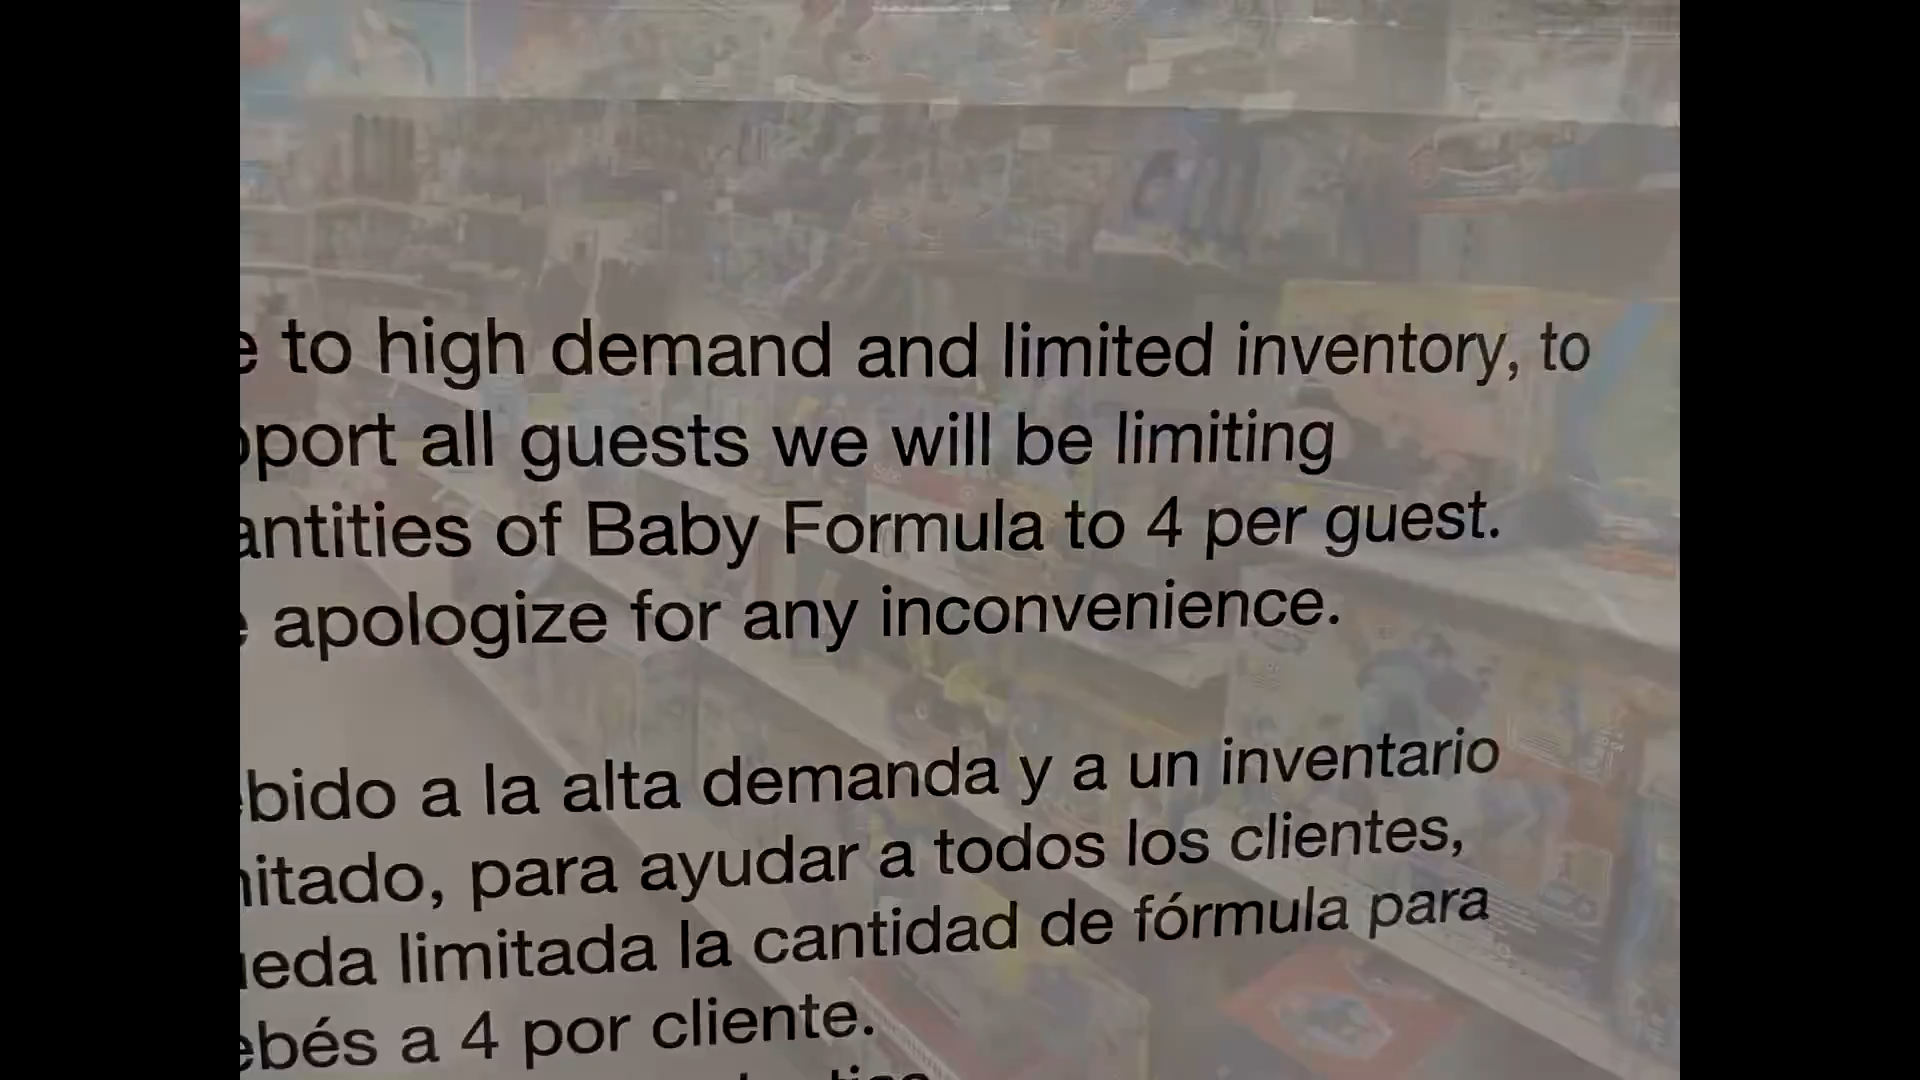 e to high demand and limited inventory, to
pport all guests we will be limiting
antities of Baby Formula to 4 per guest.
e apologize for any inconvenience.
bido a la alta demanda y a un inventario
itado, para ayudar a todos los clientes,
ueda limitada la cantidad de fórmula para
ebés a 4 por cliente.